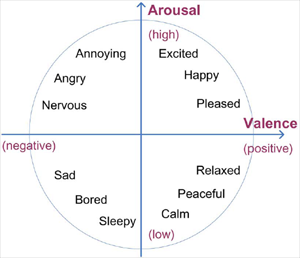 Arousal
(high)
Annoying
Excited
Angry
Happy
Nervous
Pleased
Valence
(negative)
(positive)
Sad
Relaxed
Bored
Peaceful
Sleepy
Calm
(low)